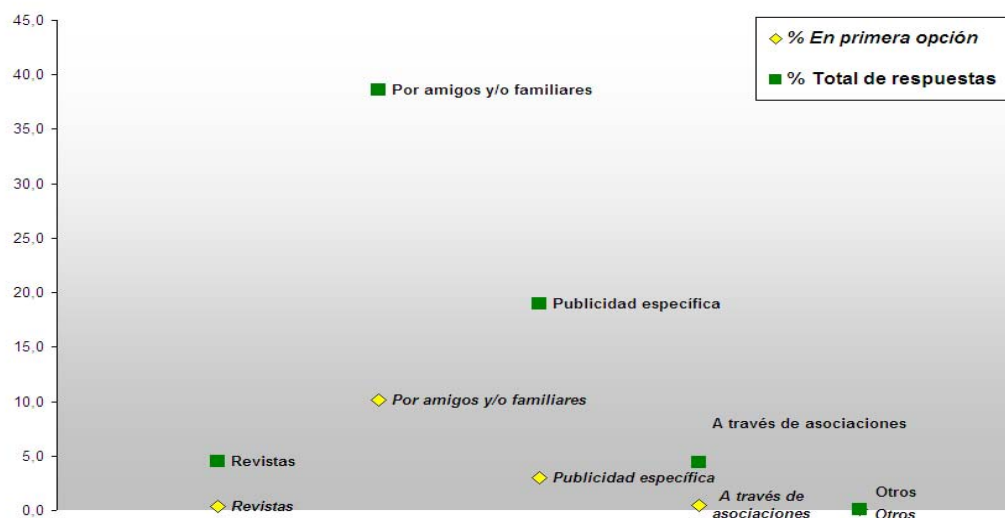 45,0
% En primera opción
40,0
% Total de respuestas
Por amigos y/o familiares
35,0
30,0
25,0
20,0
Publicidad específica
15,0
10,0
Por amigos y/o familiares
A través de asociaciones
5,0
Revistas
Publicidad específica
Otros
A través de
asociaciones
Revistas
0,0
Otros